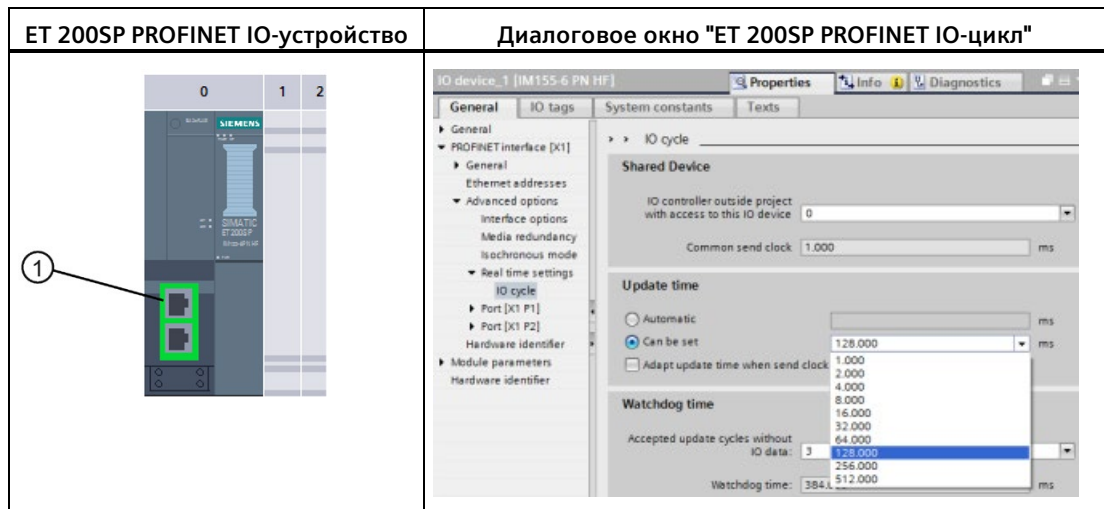 ET 200SP PROFINET IO-устройство
Диалоговое окно "ET 200SP PROFINET IO-цикл"
0 1 2
SIEMENS
SIMATIC
ET 200SP
1
IO device_1 [IM155-6 PN HF]
Properties Info Diagnostics
General IO tags System constants Texts
General
PROFINET interface [X1]
General
Ethernet addresses
Advanced options
Interface options
Media redundancy
Isochronous mode
Real time settings
IO cycle
Port [X1 P1]
Port [X1 P2]
Hardware identifier
Module parameters
Hardware identifier
> > IO cycle
Shared Device
IO controller outside project
with access to this IO device 0
Common send clock 1.000 ms
Update time
Automatic ms
Can be set 128.000 ms
Adapt update time when send clock
1.000
2.000
4.000
8.000
16.000
32.000
64.000
128.000
256.000
512.000
Watchdog time
Accepted update cycles without
IO data: 3
Watchdog time: 384. ms